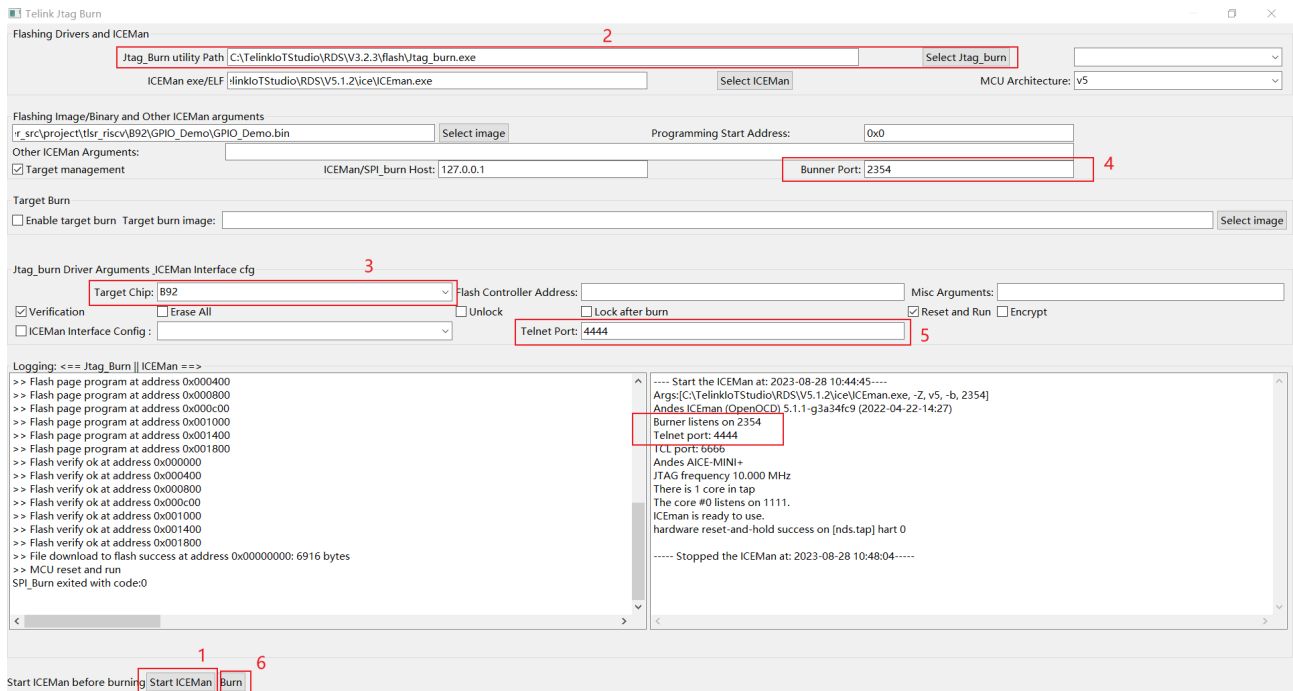 Telink Jtag Burn
Flashing Drivers and ICEMan
2
Jtag_Burn utility Path C:\TelinkIoTStudio\RDS\V3.2.3\flash\Jtag_burn.exe Select Jtag_burn
ICEMan exe/ELF :linkIoTStudio\RDS\V5.1.2\ice\ICEman.exe Select ICEMan MCU Architecture: v5
Flashing Image/Binary and Other ICEMan arguments
r_src\project\tlsr_riscv\B92\GPIO_Demo\GPIO_Demo.bin Select image Programming Start Address: 0x0
Other ICEMan Arguments:
Target management ICEMan/SPI_burn Host: 127.0.0.1 Bunner Port: 2354 4
Target Burn
Enable target burn Target burn image: Select image
Jtag_burn Driver Arguments ,ICEMan Interface cfg 3
Target Chip: B92 Flash Controller Address: Misc Arguments:
Verification Erase All Unlock Lock after burn Reset and Run Encrypt
ICEMan Interface Config : Telnet Port: 4444 5
Logging: <== Jtag_Burn || ICEMan ==>
>> Flash page program at address 0x000400
>> Flash page program at address 0x000800
>> Flash page program at address 0x000c00
>> Flash page program at address 0x001000
>> Flash page program at address 0x001400
>> Flash page program at address 0x001800
>> Flash verify ok at address 0x000000
>> Flash verify ok at address 0x000400
>> Flash verify ok at address 0x000800
>> Flash verify ok at address 0x000c00
>> Flash verify ok at address 0x001000
>> Flash verify ok at address 0x001400
>> Flash verify ok at address 0x001800
>> File download to flash success at address 0x00000000: 6916 bytes
>> MCU reset and run
SPI_Burn exited with code:0
---- Start the ICEMan at: 2023-08-28 10:44:45----
Args:[C:\TelinkIoTStudio\RDS\V5.1.2\ice\ICEman.exe, -Z, v5, -b, 2354]
Andes ICEman (OpenOCD) 5.1.1-g3a34fc9 (2022-04-22-14:27)
Burner listens on 2354
Telnet port: 4444
TCL port: 6666
Andes AICE-MINI+
JTAG frequency 10.000 MHz
There is 1 core in tap
The core #0 listens on 1111.
ICEman is ready to use.
hardware reset-and-hold success on [nds.tap] hart 0
----- Stopped the ICEMan at: 2023-08-28 10:48:04-----
1 6
Start ICEMan before burning Start ICEMan Burn